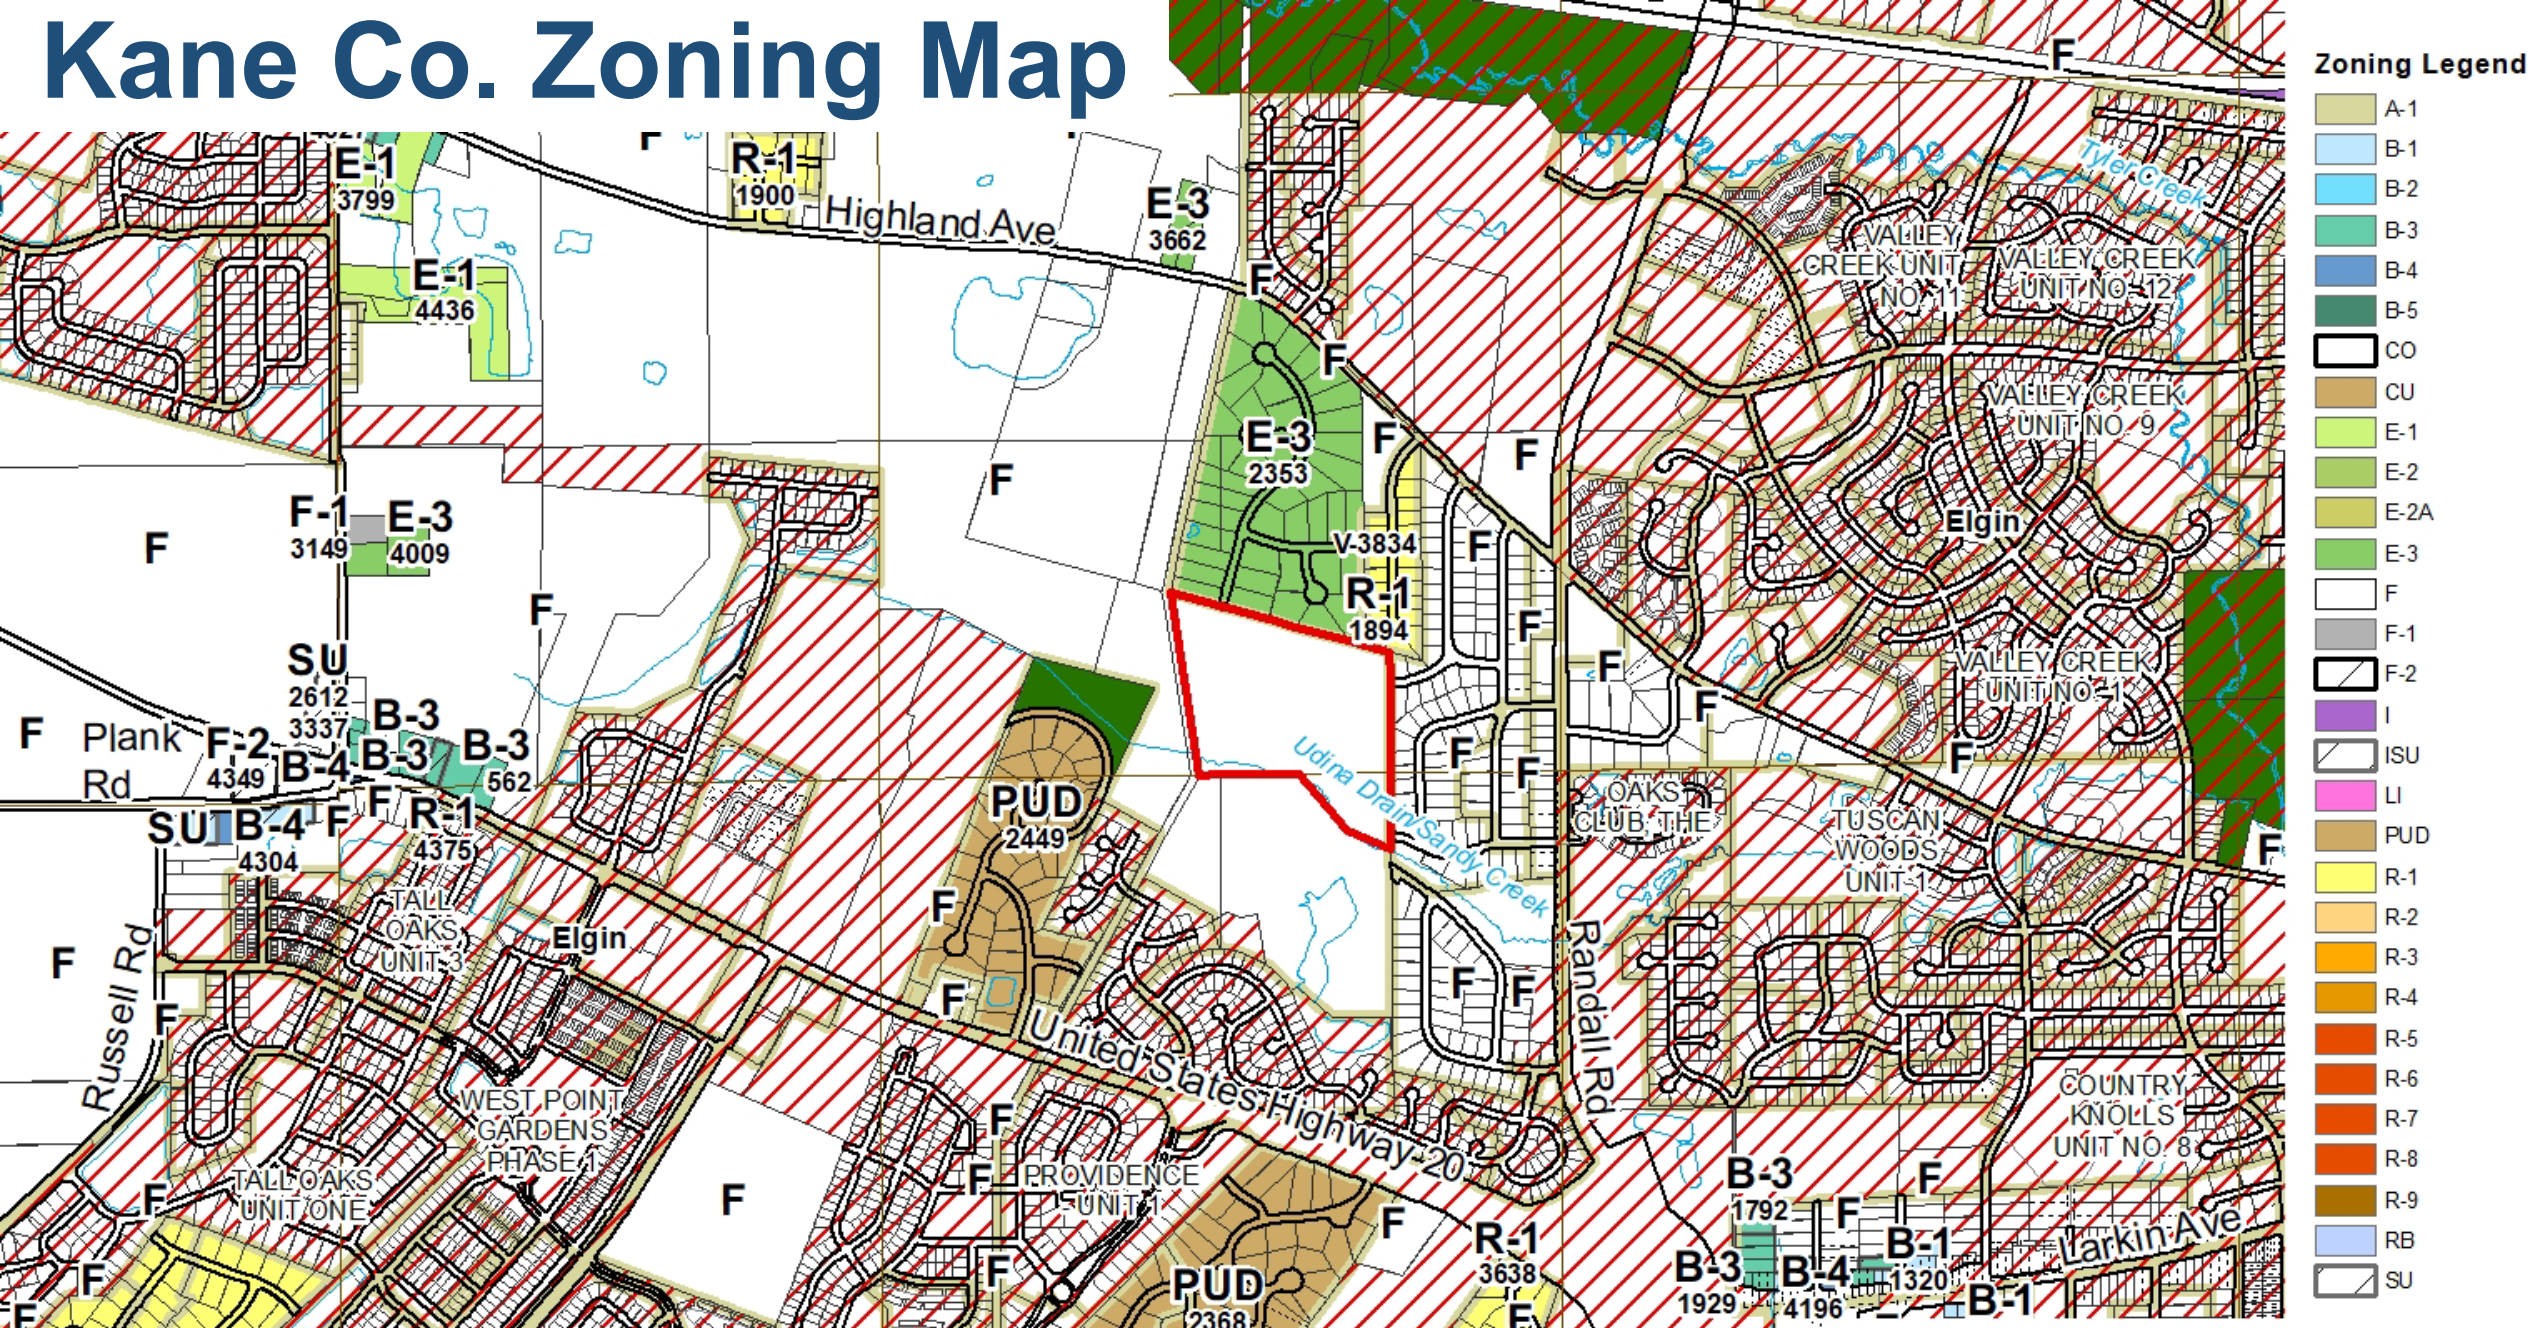 Kane Co. Zoning Map
Zoning Legend
A-1
B-1
B-2
B-3
B-4
B-5
CO
CU
E-1
E-2
E-2A
E-3
F
F-1
F-2
I
ISU
LI
PUD
R-1
R-2
R-3
R-4
R-5
R-6
R-7
R-8
R-9
RB
SU
F
E-1
3799
R-1
1900
Highland Ave
E-3
3662
F
Tyler Creek
VALLEY
CREEK UNIT
NO. 11
VALLEY CREEK
UNIT NO. 12
E-1
4436
F
F
VALLEY CREEK
UNIT NO. 9
E-3
2353
F
F
F
F-1
3149
E-3
4009
F
Elgin
V-3834
F
R-1
1894
F
F
F
SU
2612
3337
VALLEY CREEK
UNIT NO. 1
F
F
Plank
Rd
F
F-2
4349
B-4
B-3
B-3
B-3
562
F
F
F
Udina Drain/Sandy Creek
PUD
2449
OAKS
CLUB, THE
TUSCAN
WOODS
UNIT 1
SU
B-4
4304
F
F
R-1
4375
F
TALL
OAKS
UNIT 3
Elgin
F
Russell Rd
F
F
F
F
F
Randall Rd
United States Highway 20
WEST POINT
GARDENS
PHASE 1
COUNTRY
KNOLLS
UNIT NO. 8
F
F
TALL OAKS
UNIT ONE
F
F
PROVIDENCE
UNIT 1
B-3
1792
F
F
F
R-1
3638
Larkin Ave
F
F
PUD
2368
B-3
1929
B-4
4196
B-1
1320
B-1
F
F